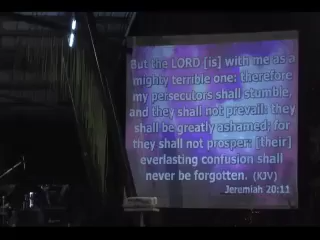 But the LORD [is] with me as a
mighty terrible one: therefore
my persecutors shall stumble,
and they shall not prevail: they
shall be greatly ashamed; for
they shall not prosper: [their]
everlasting confusion shall
never be forgotten. (KJV)
Jeremiah 20:11